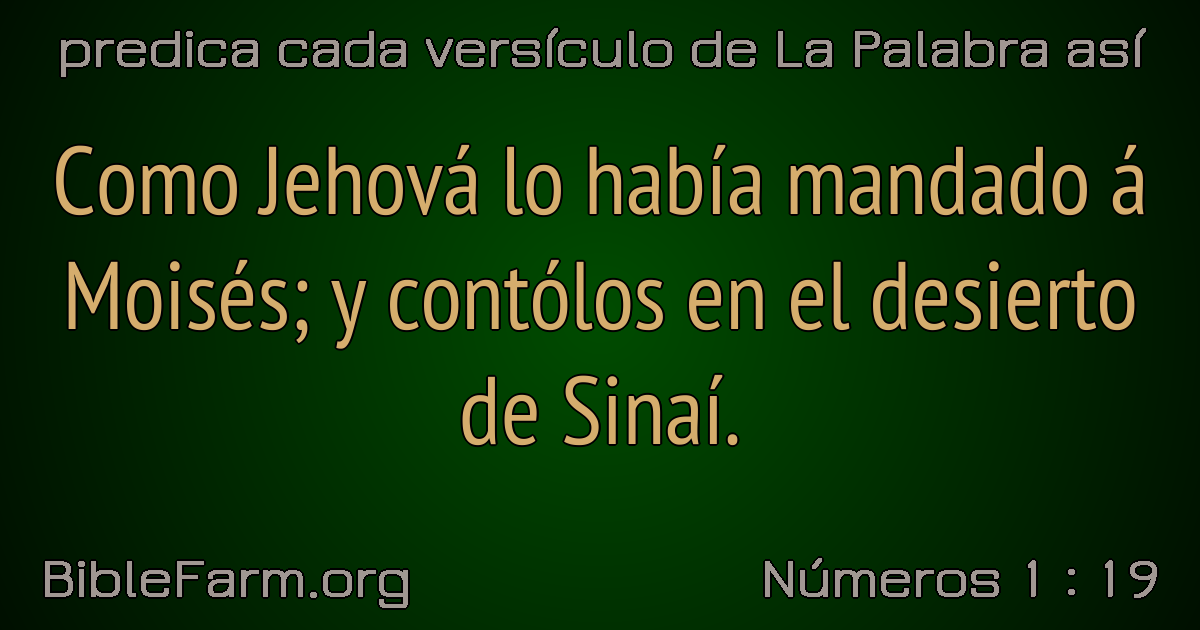 predica cada versículo de La Palabra así
Como Jehová lo había mandado á
Moisés; y contólos en el desierto
de Sinaí.
BibleFarm.org
Números 1 : 19